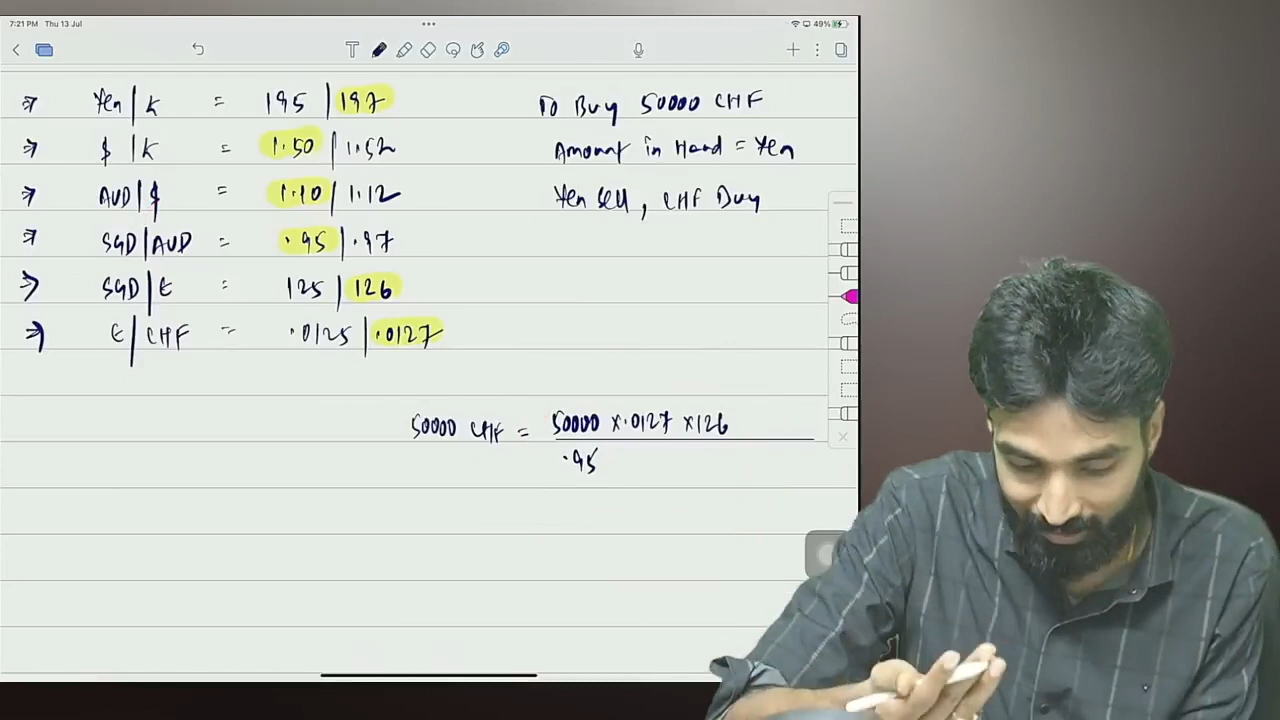 7:21 PM Thu 13 Jul
49%
⇒ Yen | K = 195 | 197
⇒ $ | K = 1.50 | 1.52
⇒ AUD | $ = 1.10 | 1.12
⇒ SGD | AUD = .95 | .97
⇒ SGD | € = 125 | 126
⇒ € | CHF = .0125 | .0127
To Buy 50000 CHF
Amount in Hand = Yen
Yen Sell, CHF Buy
50000 CHF = 50000 x .0127 x 126
.95